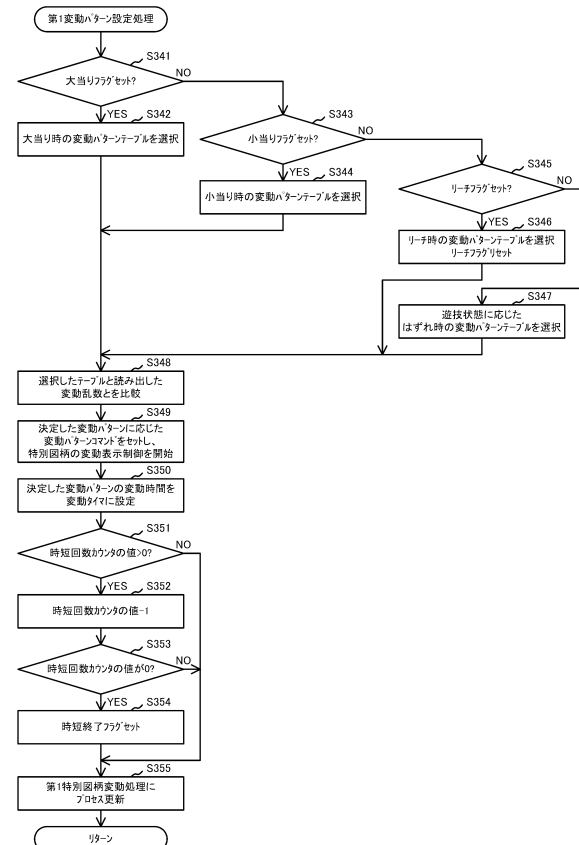 第1変動パターン設定処理
S341
大当りフラグセット?
NO
YES
S342
大当り時の変動パターンテーブルを選択
S343
小当りフラグセット?
NO
YES
S344
小当り時の変動パターンテーブルを選択
S345
リーチフラグセット?
NO
YES
S346
リーチ時の変動パターンテーブルを選択
リーチフラグリセット
S347
遊技状態に応じた
はずれ時の変動パターンテーブルを選択
S348
選択したテーブルと読み出した
変動乱数とを比較
S349
決定した変動パターンに応じた
変動パターンコマンドをセットし、
特別図柄の変動表示制御を開始
S350
決定した変動パターンの変動時間を
変動タイマに設定
S351
時短回数カウンタの値>0?
NO
YES
S352
時短回数カウンタの値-1
S353
時短回数カウンタの値が0?
NO
YES
S354
時短終了フラグセット
S355
第1特別図柄変動処理に
プロセス更新
リターン